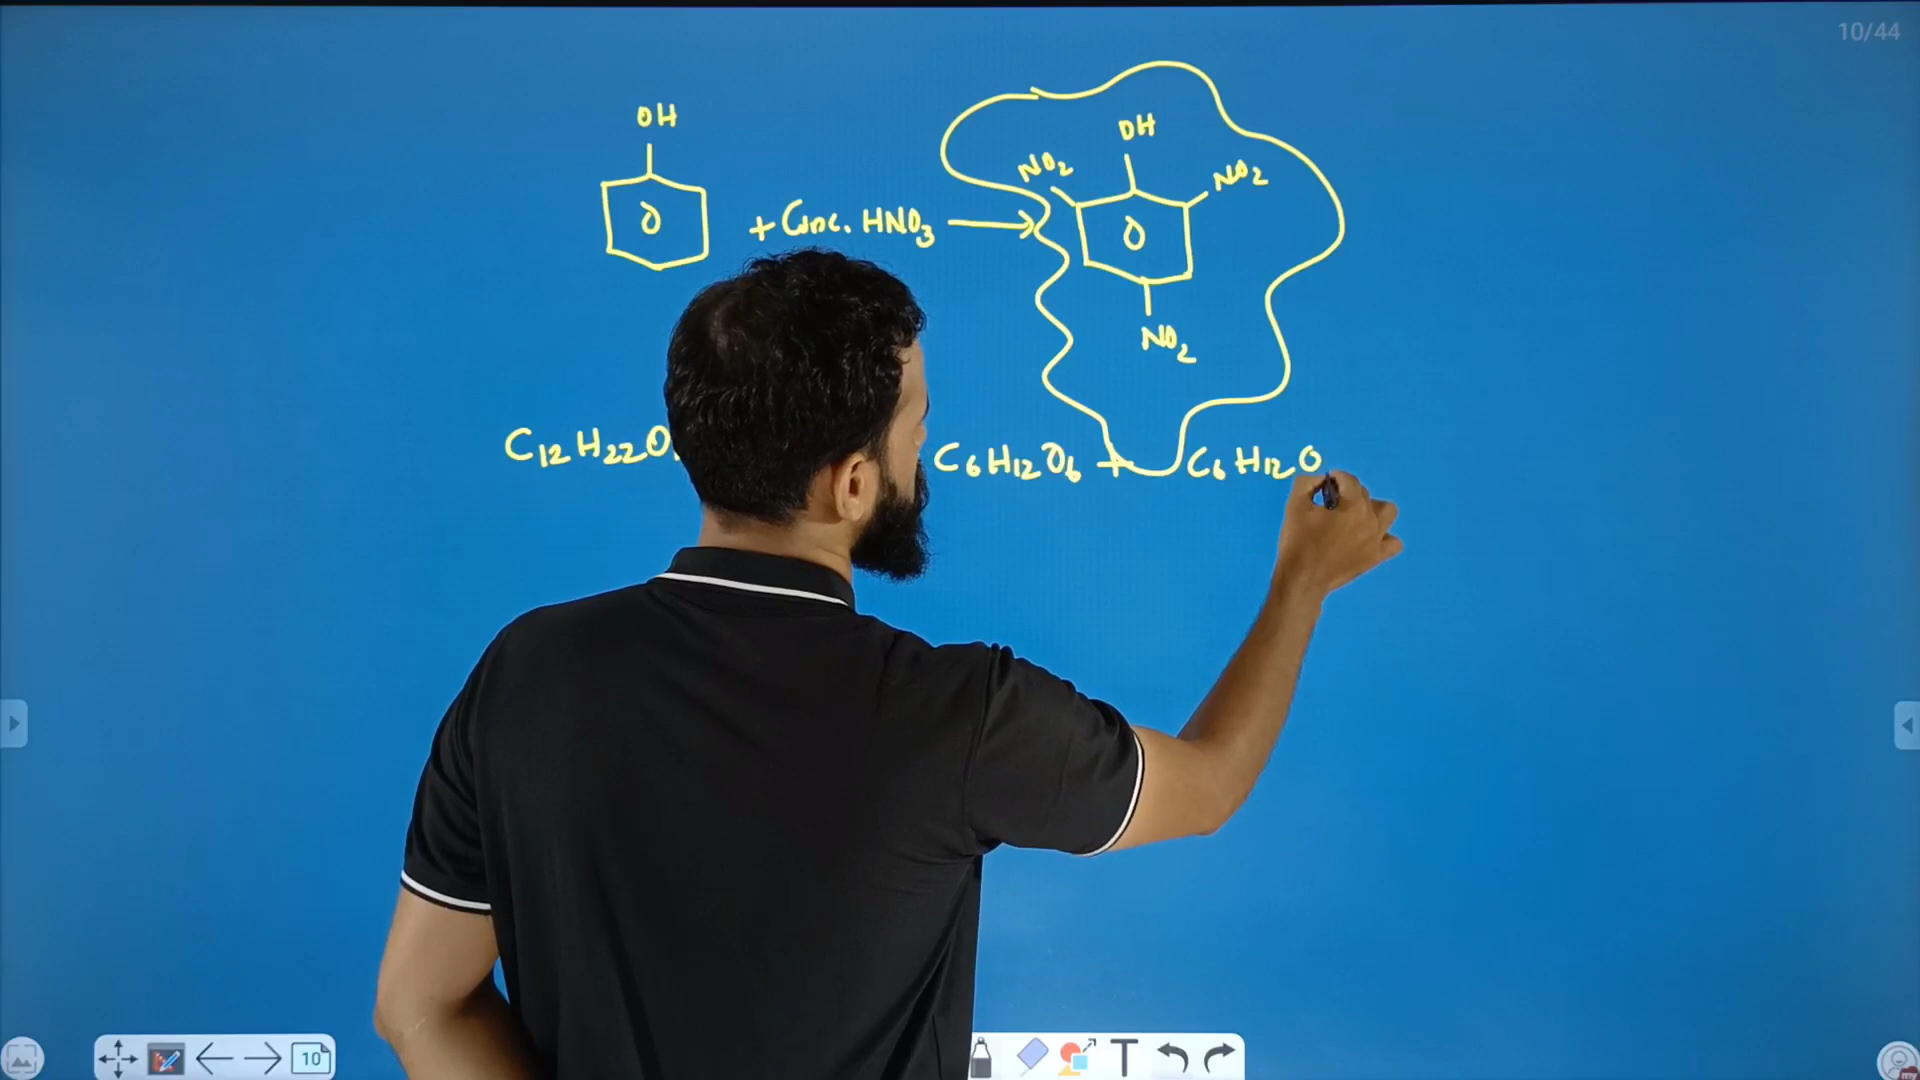 10/44
OH
OH
NO2
NO2
+ Conc. HNO3
NO2
C12H22O
C6H12O6 + C6H12O
10
T